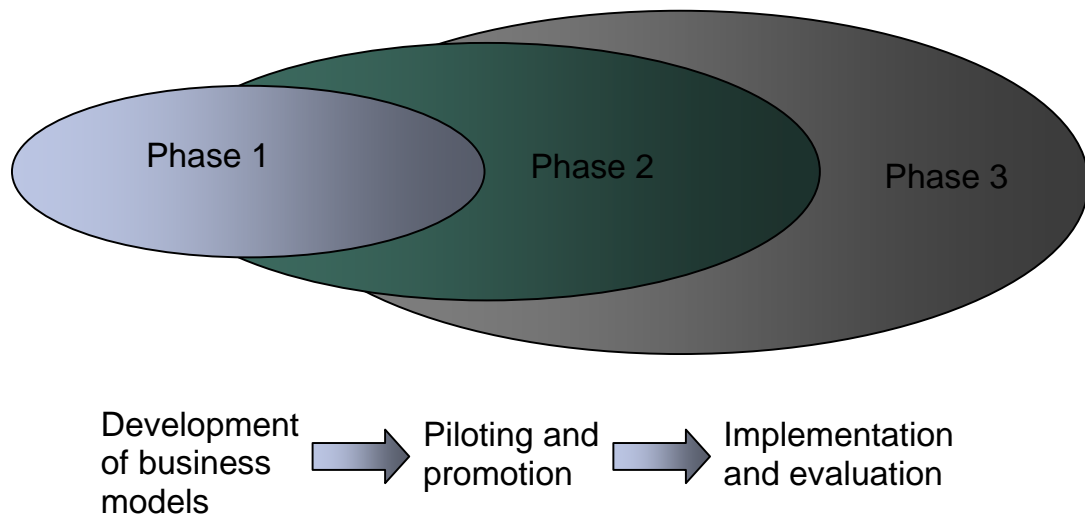 Phase 1
Phase 2
Phase 3
Development
of business
models
Piloting and
promotion
Implementation
and evaluation